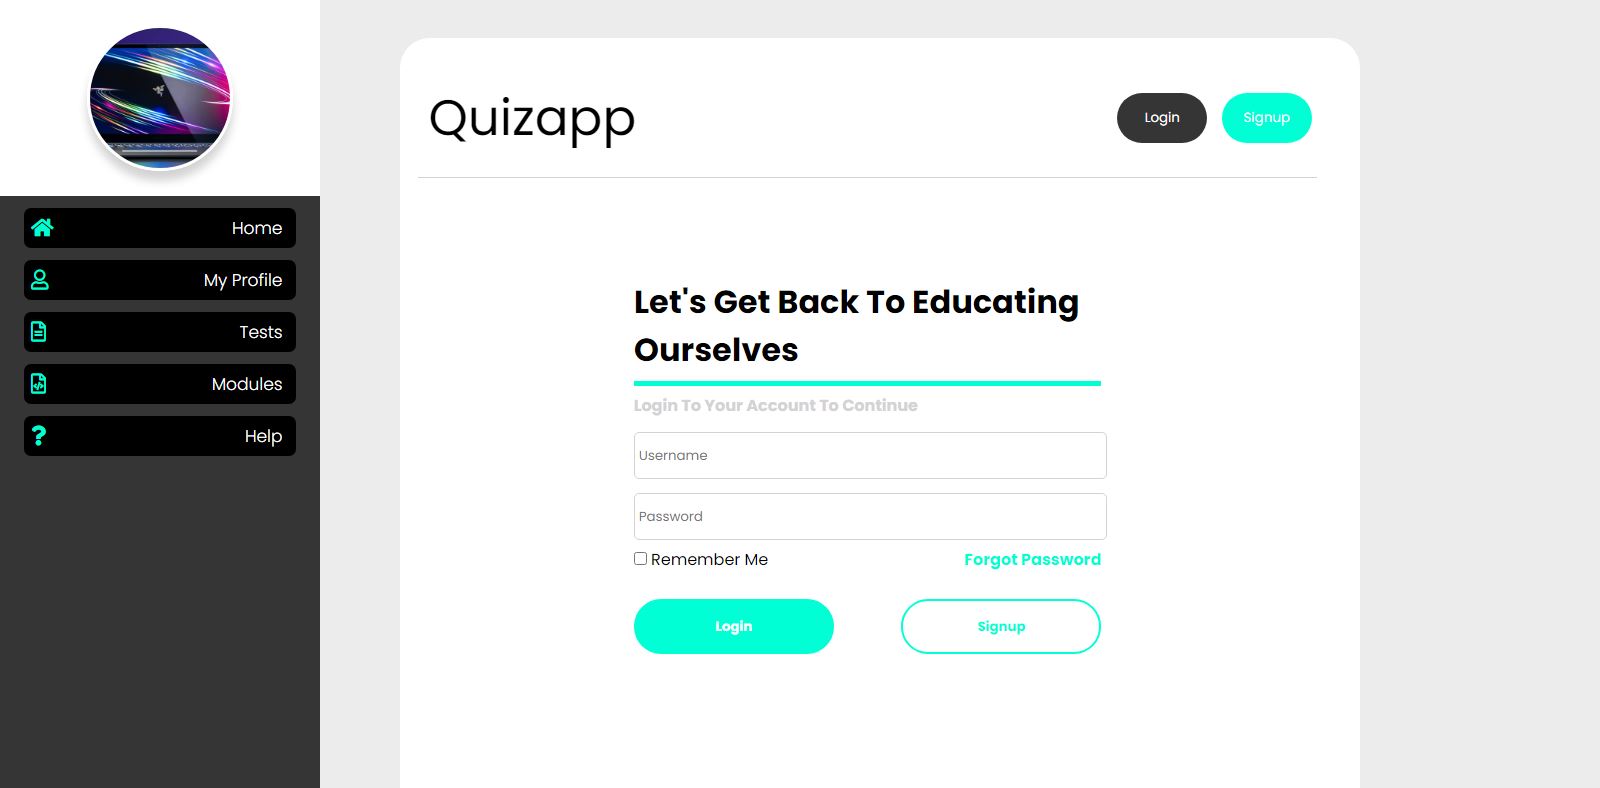 Home
My Profile
Tests
Modules
Help
Quizapp
Login
Signup
Let's Get Back To Educating
Ourselves
Login To Your Account To Continue
Username
Password
Remember Me
Forgot Password
Login
Signup